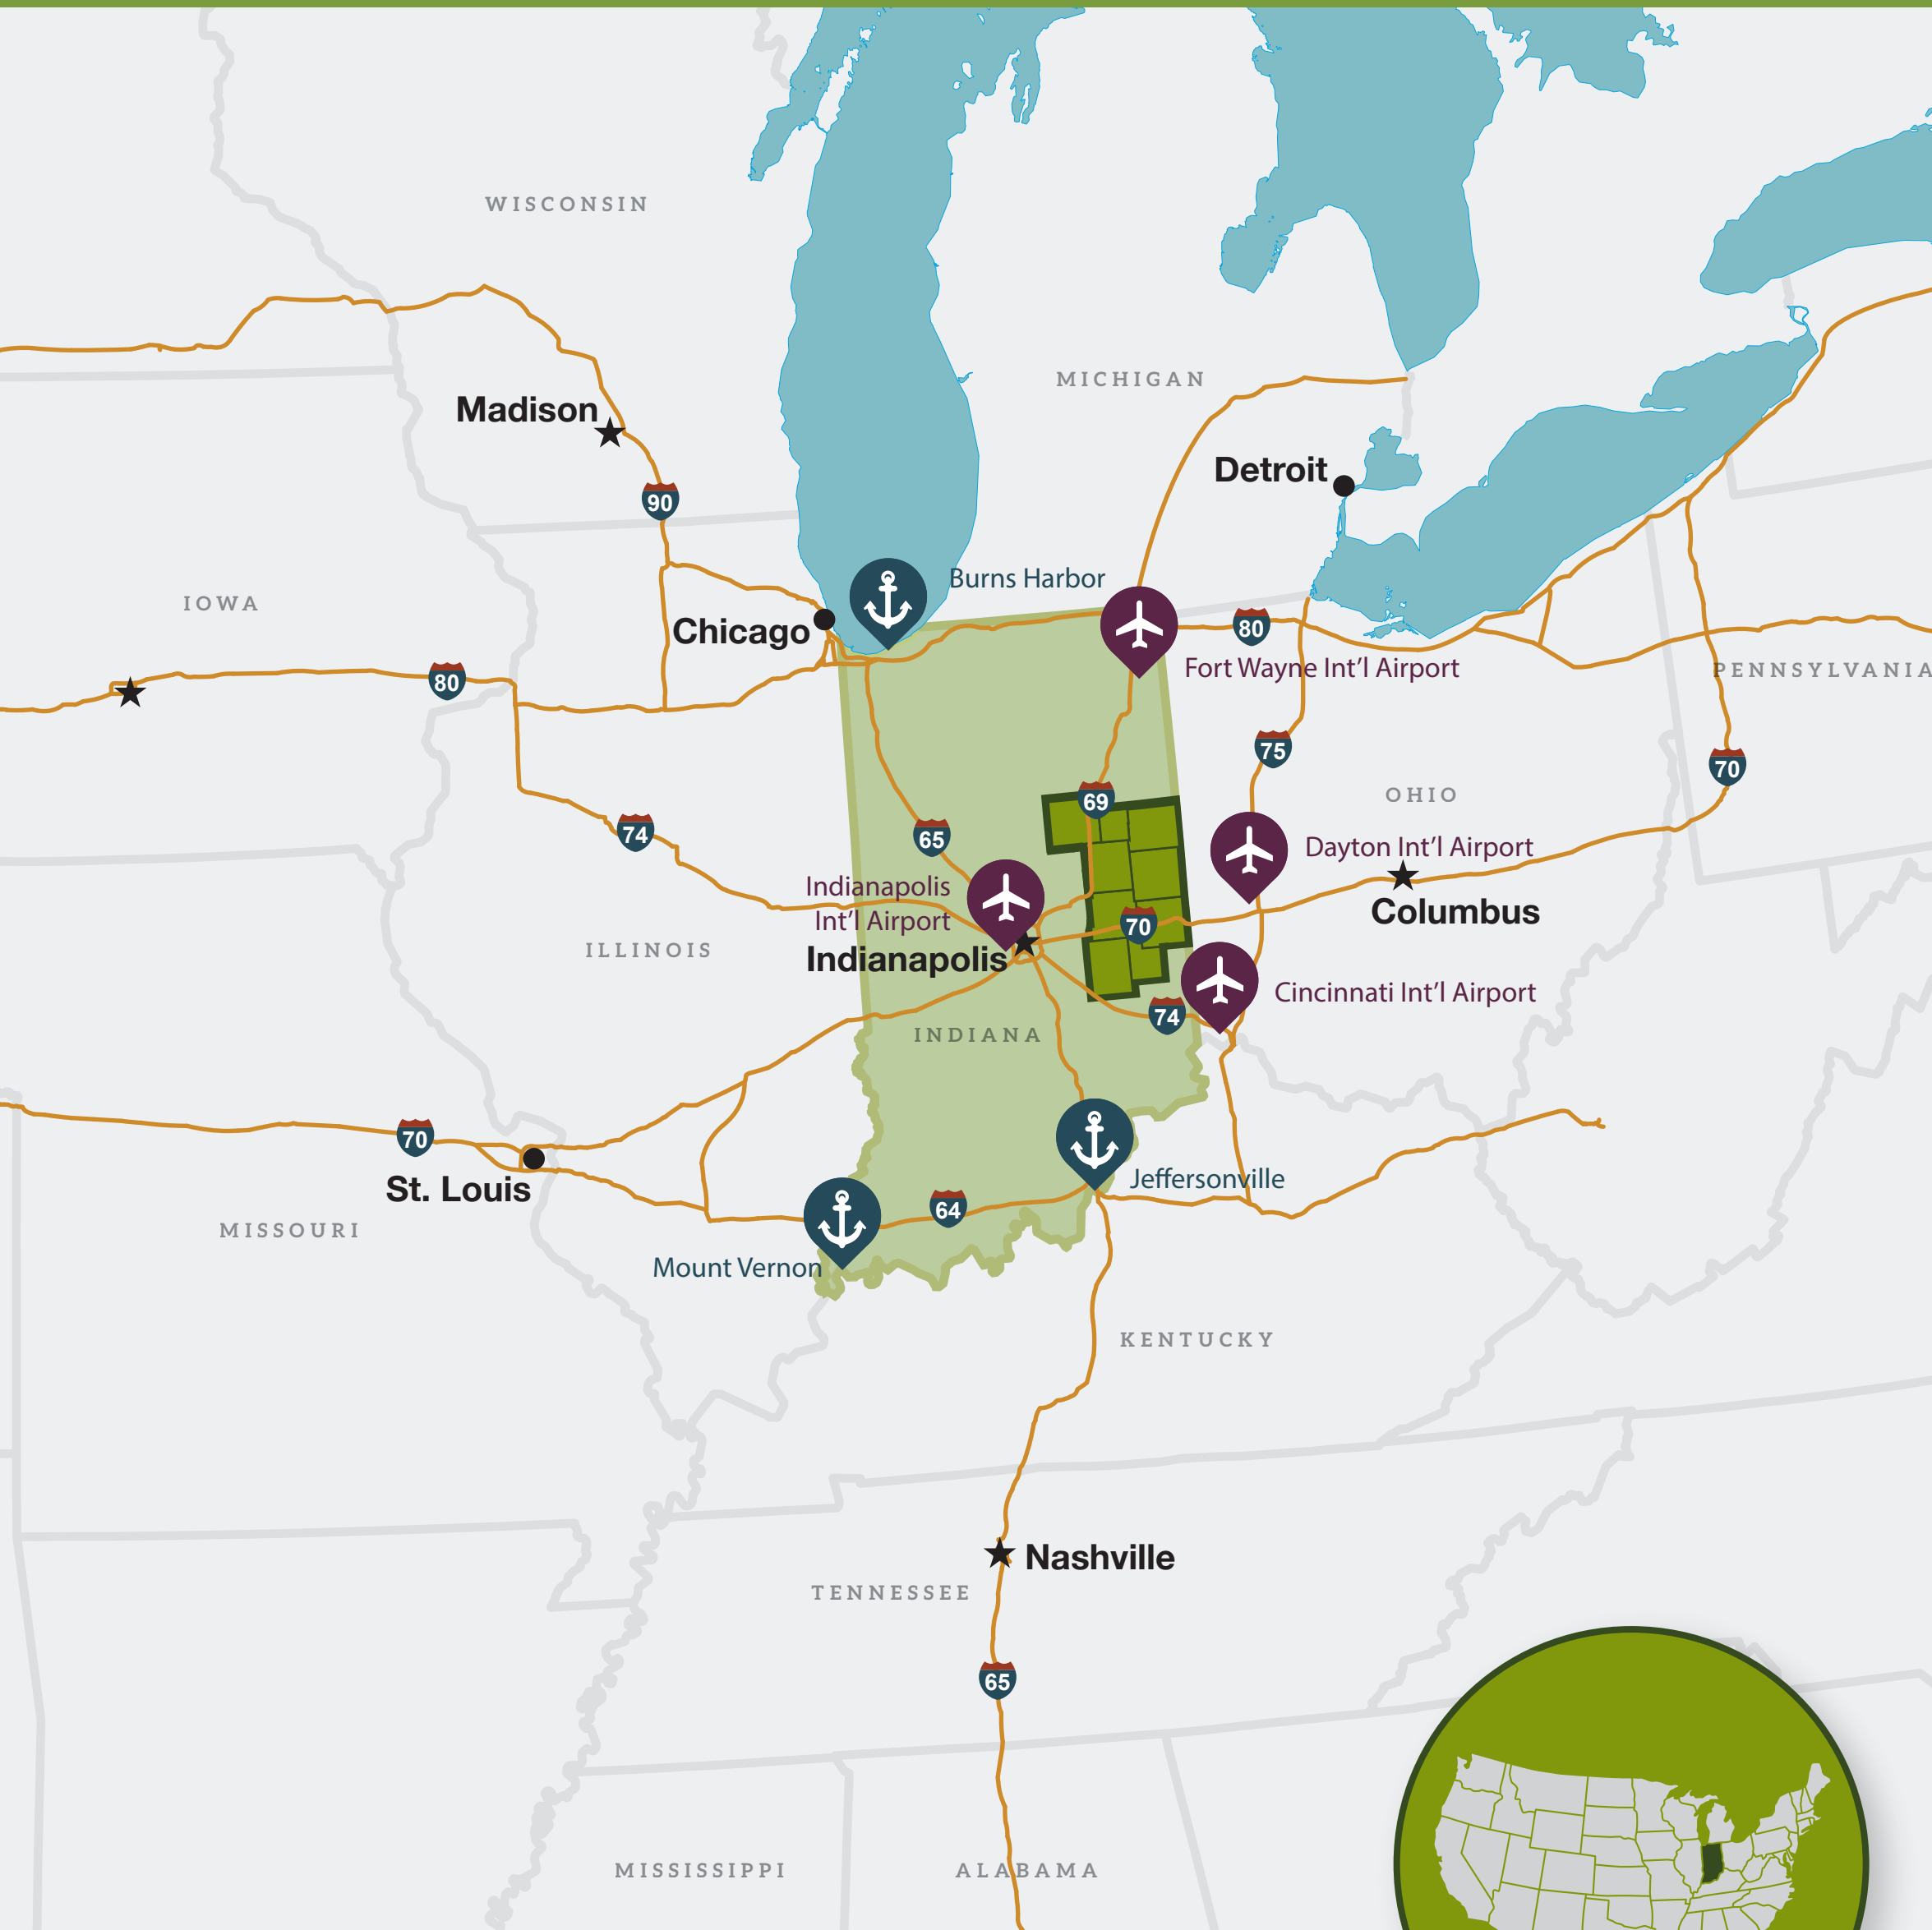 WISCONSIN
MICHIGAN
Madison
Detroit
90
Burns Harbor
IOWA
Chicago
80
Fort Wayne Int'l Airport
PENNSYLVANIA
80
75
70
69
OHIO
74
65
Dayton Int'l Airport
Indianapolis
Int'l Airport
Columbus
70
ILLINOIS
Indianapolis
Cincinnati Int'l Airport
74
INDIANA
70
Jeffersonville
St. Louis
64
MISSOURI
Mount Vernon
KENTUCKY
Nashville
TENNESSEE
65
MISSISSIPPI
ALABAMA